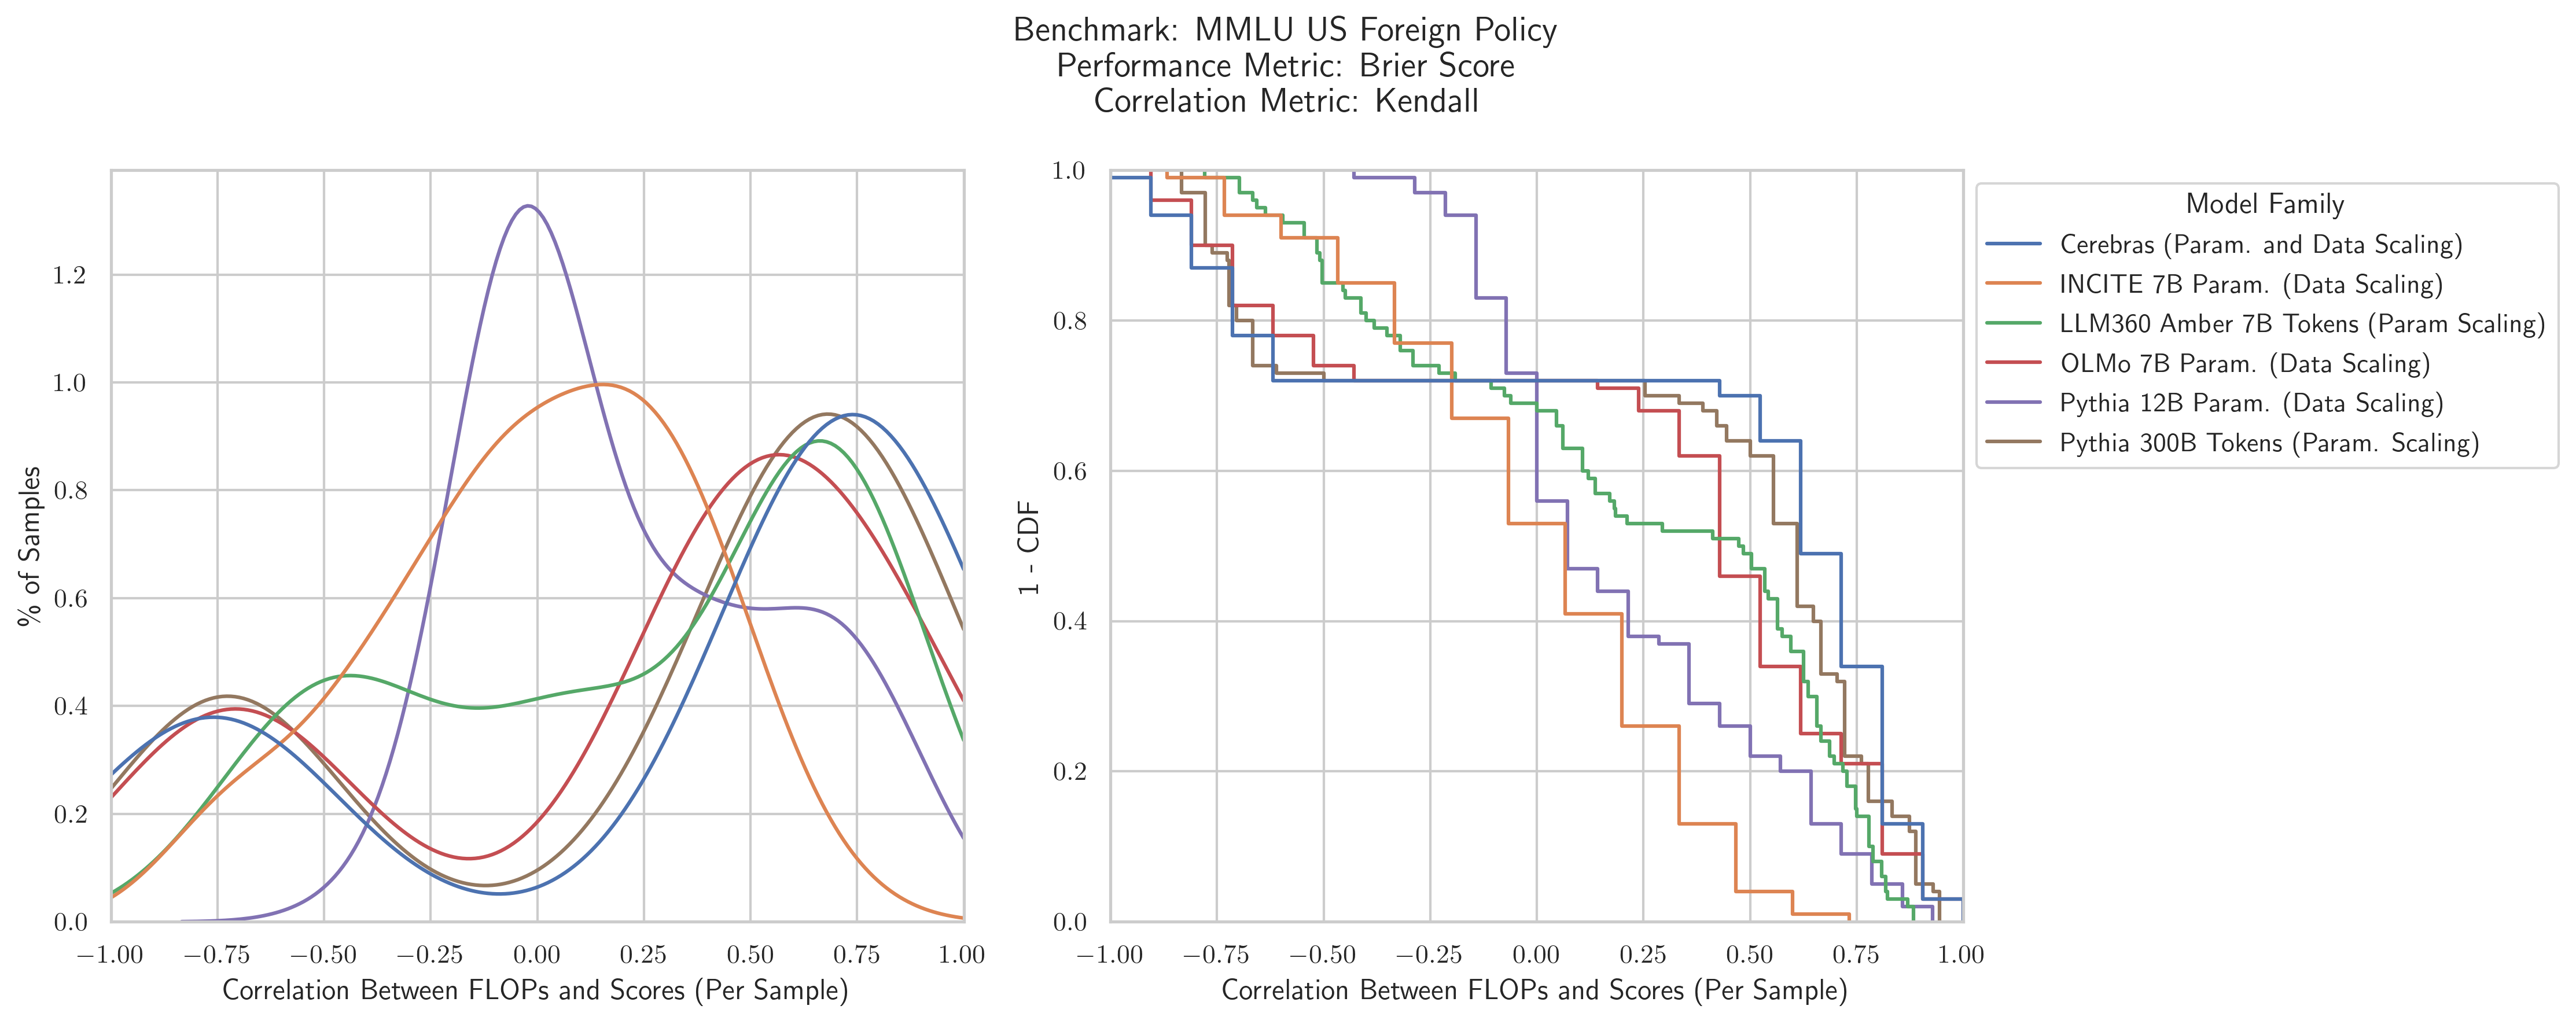 Benchmark: MMLU US Foreign Policy
Performance Metric: Brier Score
Correlation Metric: Kendall
% of Samples
1.2
1.0
0.8
0.6
0.4
0.2
0.0
−1.00 −0.75 −0.50 −0.25 0.00 0.25 0.50 0.75 1.00
Correlation Between FLOPs and Scores (Per Sample)
1 - CDF
1.0
0.8
0.6
0.4
0.2
0.0
−1.00 −0.75 −0.50 −0.25 0.00 0.25 0.50 0.75 1.00
Correlation Between FLOPs and Scores (Per Sample)
Model Family
Cerebras (Param. and Data Scaling)
INCITE 7B Param. (Data Scaling)
LLM360 Amber 7B Tokens (Param Scaling)
OLMo 7B Param. (Data Scaling)
Pythia 12B Param. (Data Scaling)
Pythia 300B Tokens (Param. Scaling)